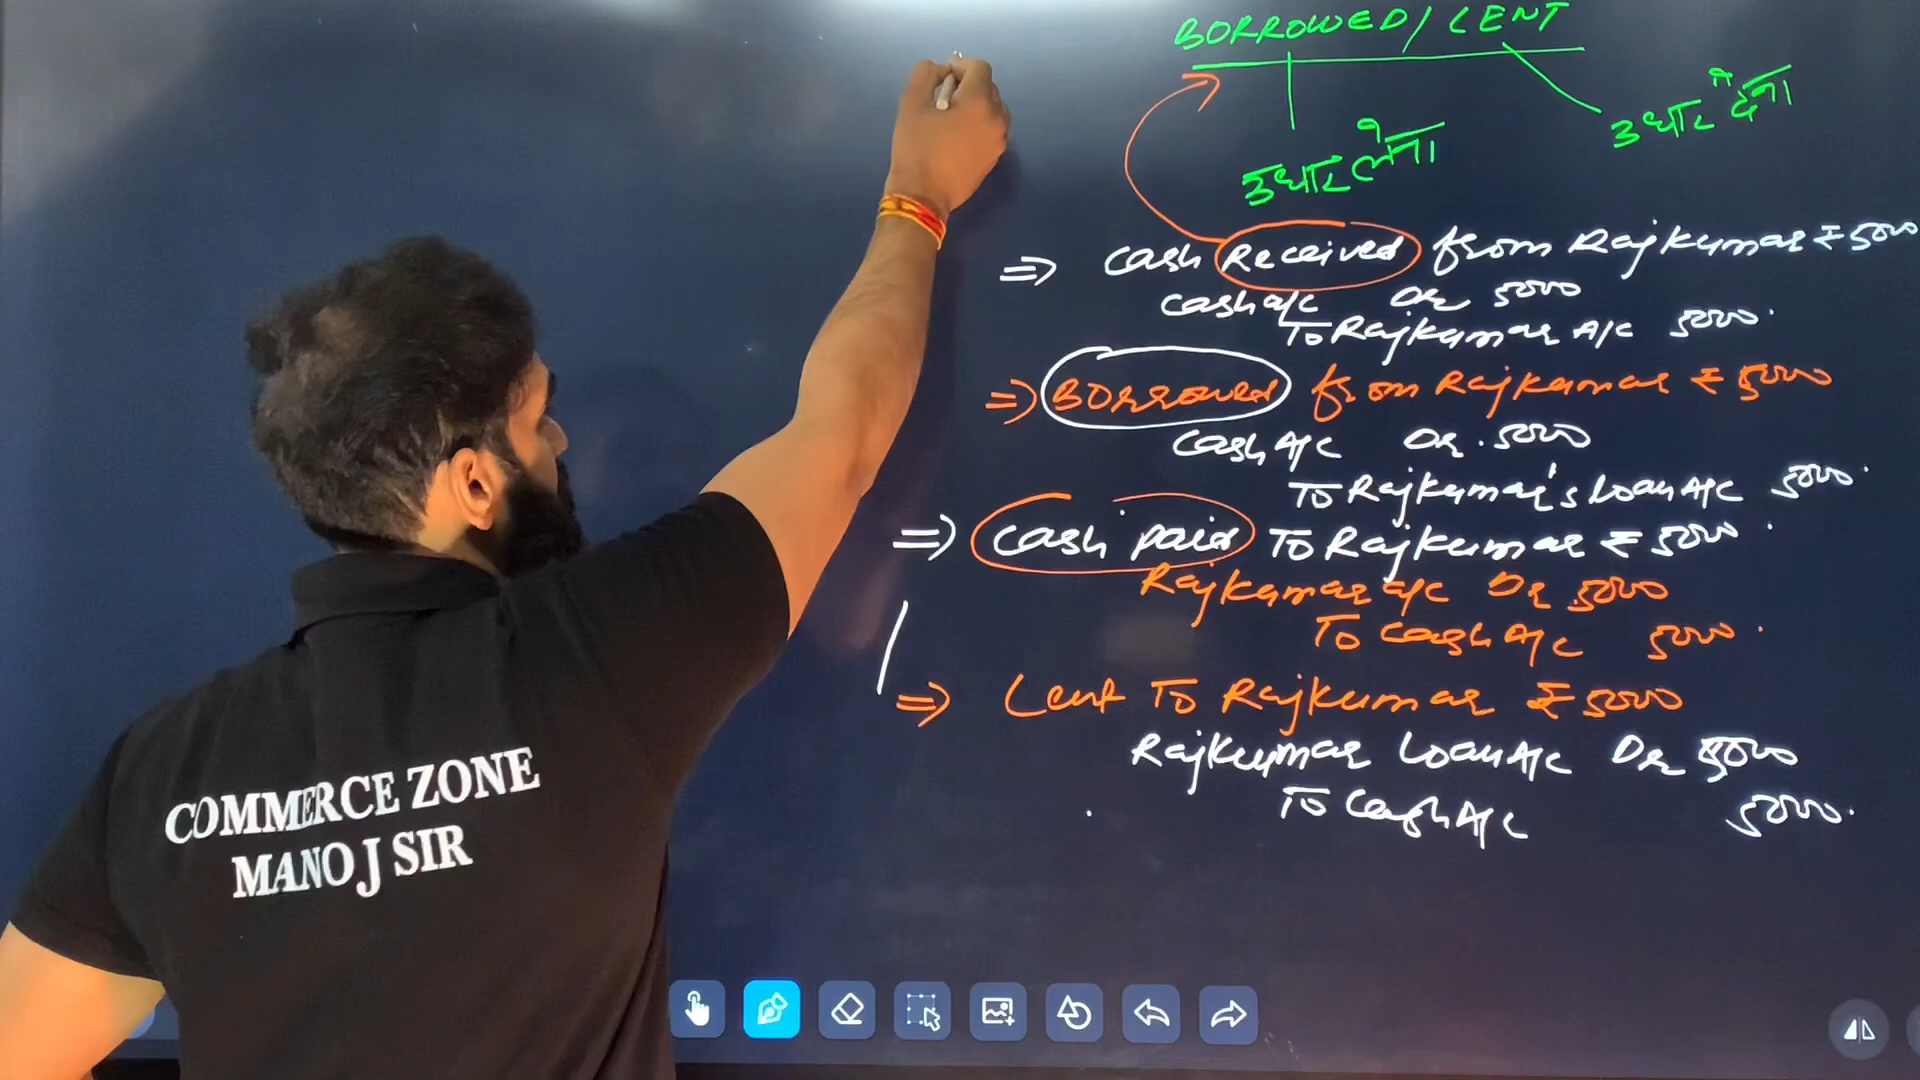 BORROWED / LENT
उधार लेना
उधार देना
⇒ Cash Received from Rajkumar ₹ 5000
Cash a/c Dr 5000
To Rajkumar A/c 5000.
⇒ Borrowed from Rajkumar ₹ 5000
Cash A/c Dr. 5000
To Rajkumar's Loan A/c 5000.
⇒ Cash paid To Rajkumar ₹ 5000.
Rajkumar a/c Dr 5000
To Cash A/c 5000.
⇒ Lent To Rajkumar ₹ 5000
Rajkumar Loan A/c Dr 5000
To Cash A/c 5000.
COMMERCE ZONE
MANOJ SIR